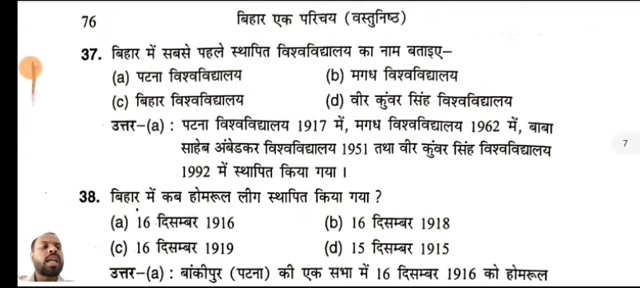 76
बिहार एक परिचय (वस्तुनिष्ठ)
37. बिहार में सबसे पहले स्थापित विश्वविद्यालय का नाम बताइए–
(a) पटना विश्वविद्यालय (b) मगध विश्वविद्यालय
(c) बिहार विश्वविद्यालय (d) वीर कुंवर सिंह विश्वविद्यालय
उत्तर–(a) : पटना विश्वविद्यालय 1917 में, मगध विश्वविद्यालय 1962 में, बाबा
साहेब अंबेडकर विश्वविद्यालय 1951 तथा वीर कुंवर सिंह विश्वविद्यालय
1992 में स्थापित किया गया ।
7
38. बिहार में कब होमरूल लीग स्थापित किया गया ?
(a) 16 दिसम्बर 1916 (b) 16 दिसम्बर 1918
(c) 16 दिसम्बर 1919 (d) 15 दिसम्बर 1915
उत्तर–(a) : बांकीपुर (पटना) की एक सभा में 16 दिसम्बर 1916 को होमरूल